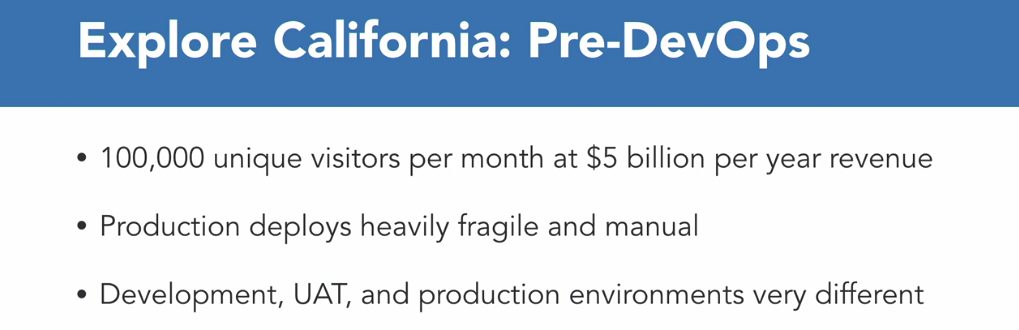 Explore California: Pre-DevOps
• 100,000 unique visitors per month at $5 billion per year revenue
• Production deploys heavily fragile and manual
• Development, UAT, and production environments very different